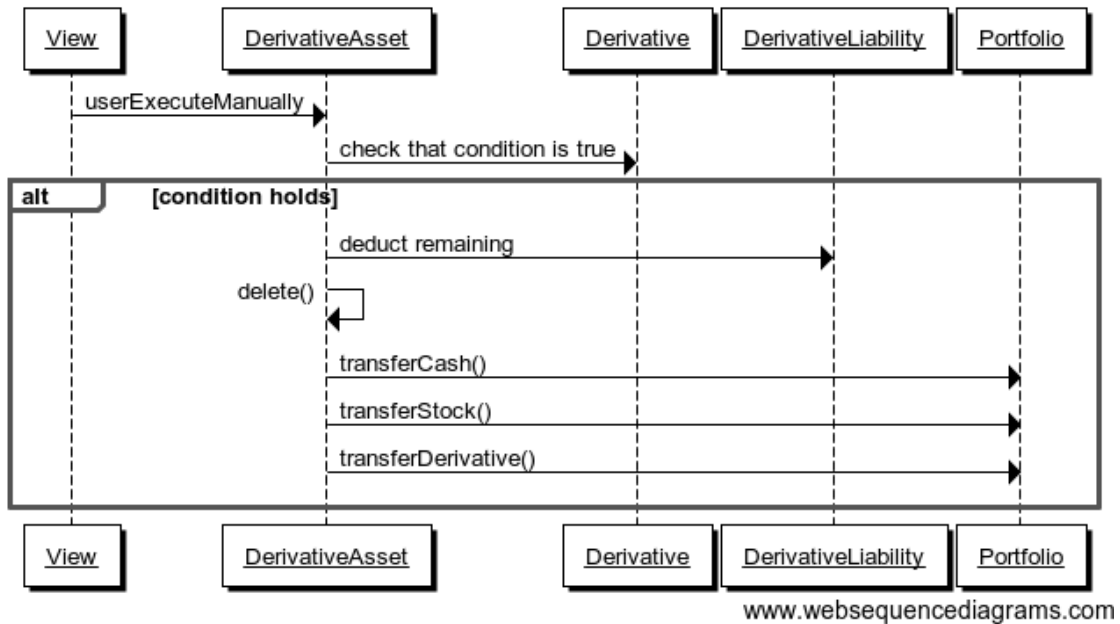 View DerivativeAsset Derivative DerivativeLiability Portfolio
userExecuteManually
check that condition is true
alt [condition holds]
deduct remaining
delete()
transferCash()
transferStock()
transferDerivative()
View DerivativeAsset Derivative DerivativeLiability Portfolio
www.websequencediagrams.com